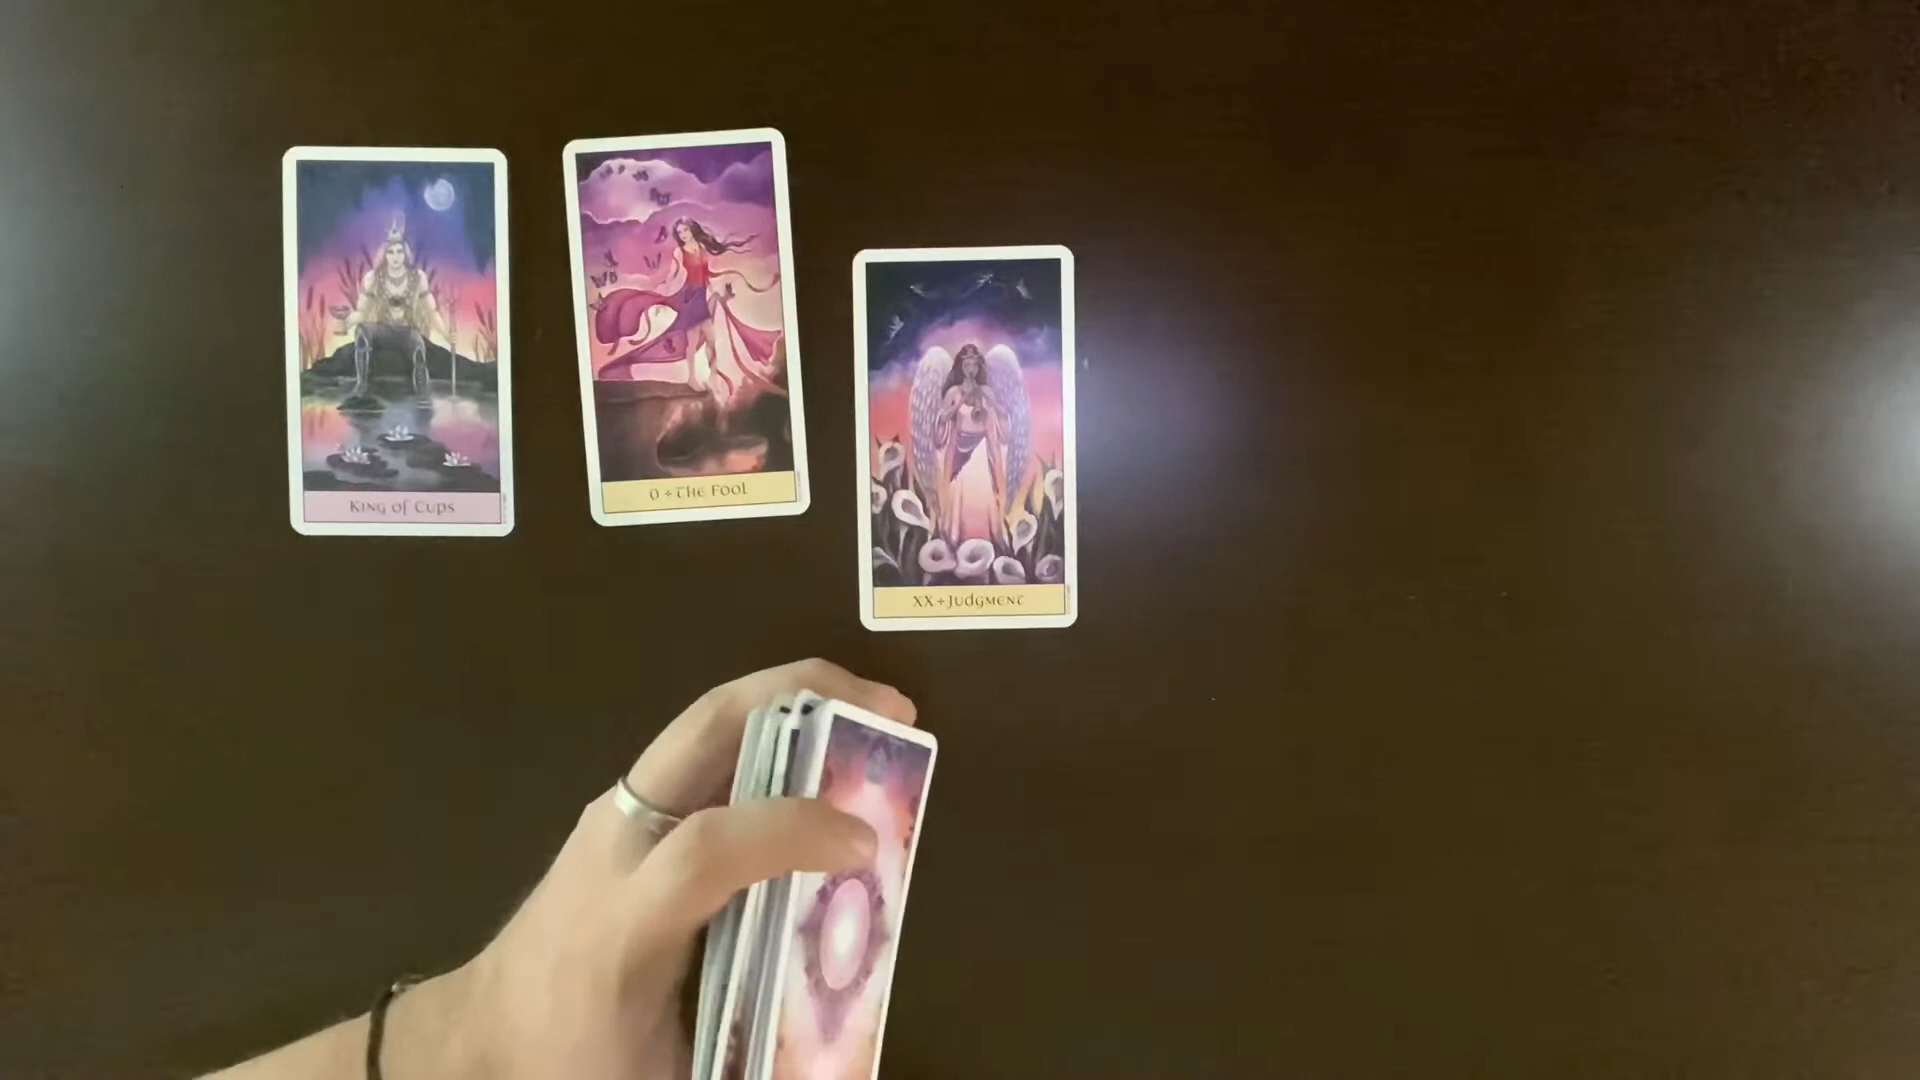 King of Cups
0 + The Fool
XX + Judgment